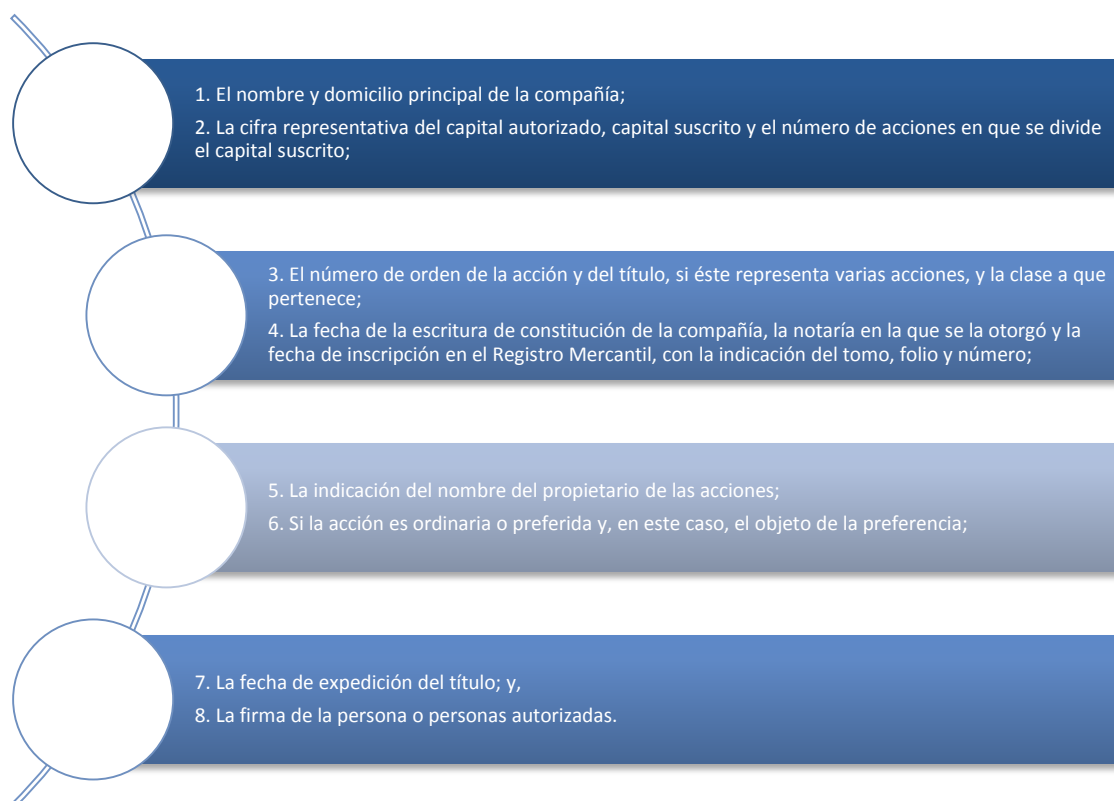 1. El nombre y domicilio principal de la compañía;
2. La cifra representativa del capital autorizado, capital suscrito y el número de acciones en que se divide
el capital suscrito;
3. El número de orden de la acción y del título, si éste representa varias acciones, y la clase a que
pertenece;
4. La fecha de la escritura de constitución de la compañía, la notaría en la que se la otorgó y la
fecha de inscripción en el Registro Mercantil, con la indicación del tomo, folio y número;
5. La indicación del nombre del propietario de las acciones;
6. Si la acción es ordinaria o preferida y, en este caso, el objeto de la preferencia;
7. La fecha de expedición del título; y,
8. La firma de la persona o personas autorizadas.